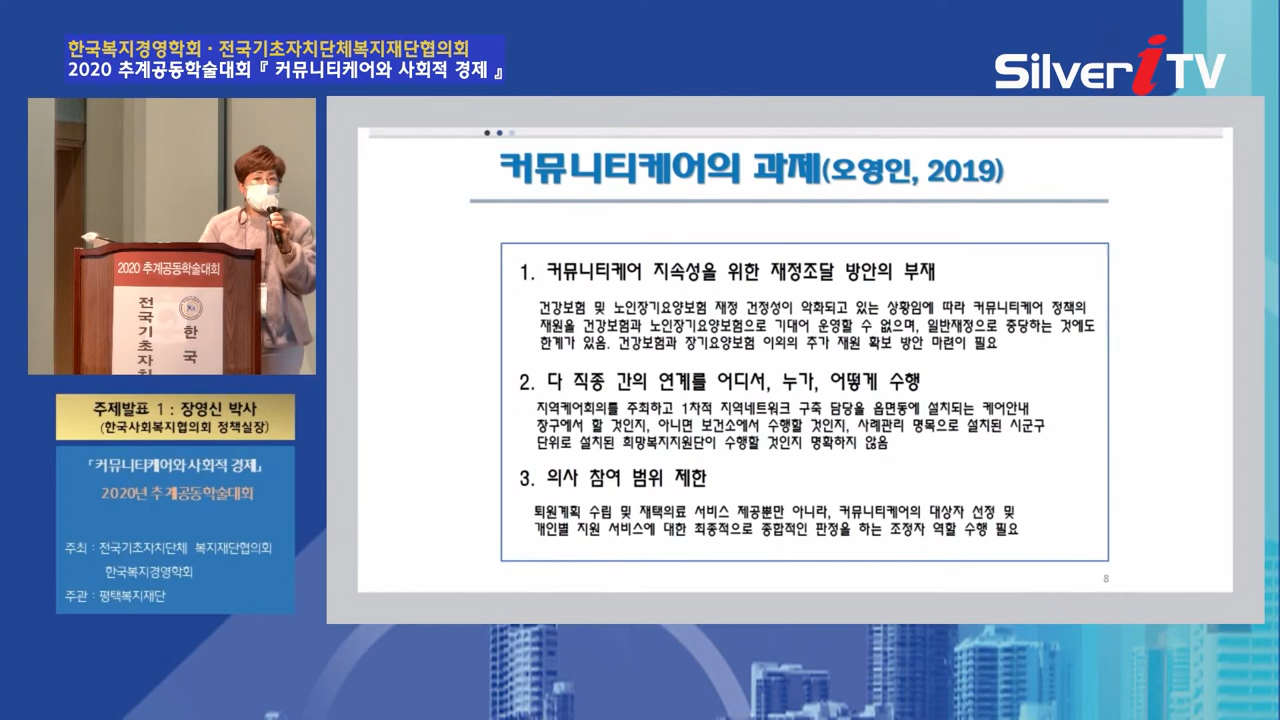 한국복지경영학회 · 전국기초자치단체복지재단협의회
2020 추계공동학술대회 『 커뮤니티케어와 사회적 경제 』
Silver i TV
2020 추계공동학술대회
전국기초자치
한국
주제발표 1 : 장영신 박사
(한국사회복지협의회 정책실장)
『커뮤니티케어와 사회적 경제』
2020년 추계공동학술대회
주최 : 전국기초자치단체 복지재단협의회
한국복지경영학회
주관 : 평택복지재단
커뮤니티케어의 과제(오영인, 2019)
1. 커뮤니티케어 지속성을 위한 재정조달 방안의 부재
건강보험 및 노인장기요양보험 재정 건정성이 악화되고 있는 상황임에 따라 커뮤니티케어 정책의
재원을 건강보험과 노인장기요양보험으로 기대어 운영할 수 없으며, 일반재정으로 충당하는 것에도
한계가 있음. 건강보험과 장기요양보험 이외의 추가 재원 확보 방안 마련이 필요
2. 다 직종 간의 연계를 어디서, 누가, 어떻게 수행
지역케어회의를 주최하고 1차적 지역네트워크 구축 담당을 읍면동에 설치되는 케어안내
창구에서 할 것인지, 아니면 보건소에서 수행할 것인지, 사례관리 명목으로 설치된 시군구
단위로 설치된 희망복지지원단이 수행할 것인지 명확하지 않음
3. 의사 참여 범위 제한
퇴원계획 수립 및 재택의료 서비스 제공뿐만 아니라, 커뮤니티케어의 대상자 선정 및
개인별 지원 서비스에 대한 최종적으로 종합적인 판정을 하는 조정자 역할 수행 필요
8